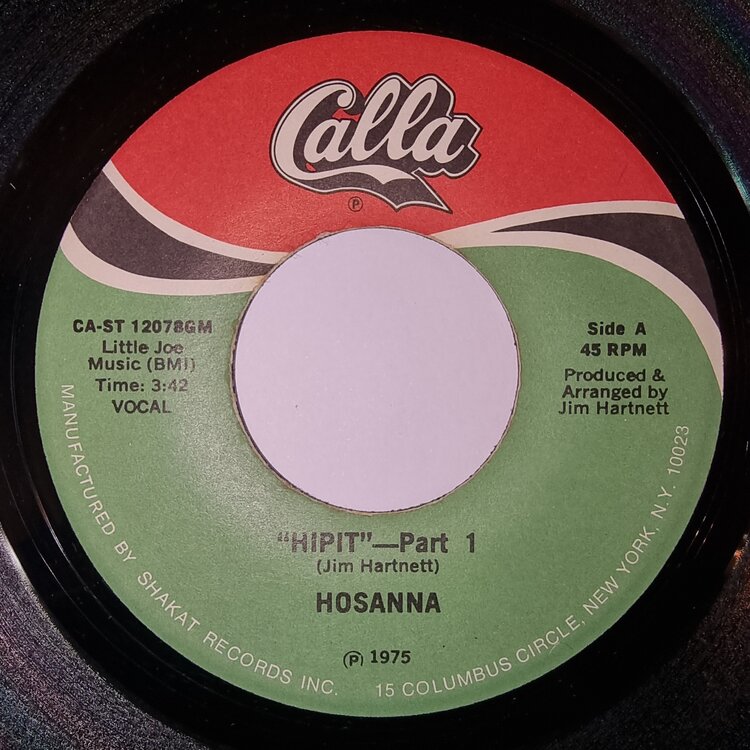 Calla
℗
CA-ST 12078GM
Little Joe
Music (BMI)
Time: 3:42
VOCAL
Side A
45 RPM
Produced &
Arranged by
Jim Hartnett
"HIPIT"—Part 1
(Jim Hartnett)
HOSANNA
℗ 1975
MANUFACTURED BY SHAKAT RECORDS INC. 15 COLUMBUS CIRCLE, NEW YORK, N.Y. 10023